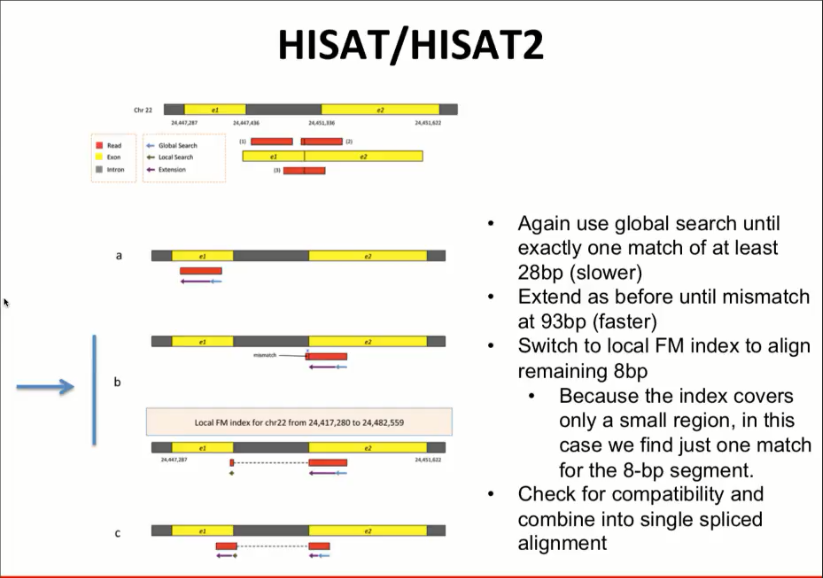 HISAT/HISAT2
Chr 22
e1
e2
24,447,287
24,447,436
24,451,336
24,451,622
Read
Exon
Intron
Global Search
Local Search
Extension
(1)
(2)
e1
e2
(3)
a
e1
e2
e1
e2
mismatch
b
Local FM index for chr22 from 24,417,280 to 24,482,559
e1
e2
24,447,287
24,451,622
c
e1
e2
• Again use global search until
exactly one match of at least
28bp (slower)
• Extend as before until mismatch
at 93bp (faster)
• Switch to local FM index to align
remaining 8bp
• Because the index covers
only a small region, in this
case we find just one match
for the 8-bp segment.
• Check for compatibility and
combine into single spliced
alignment